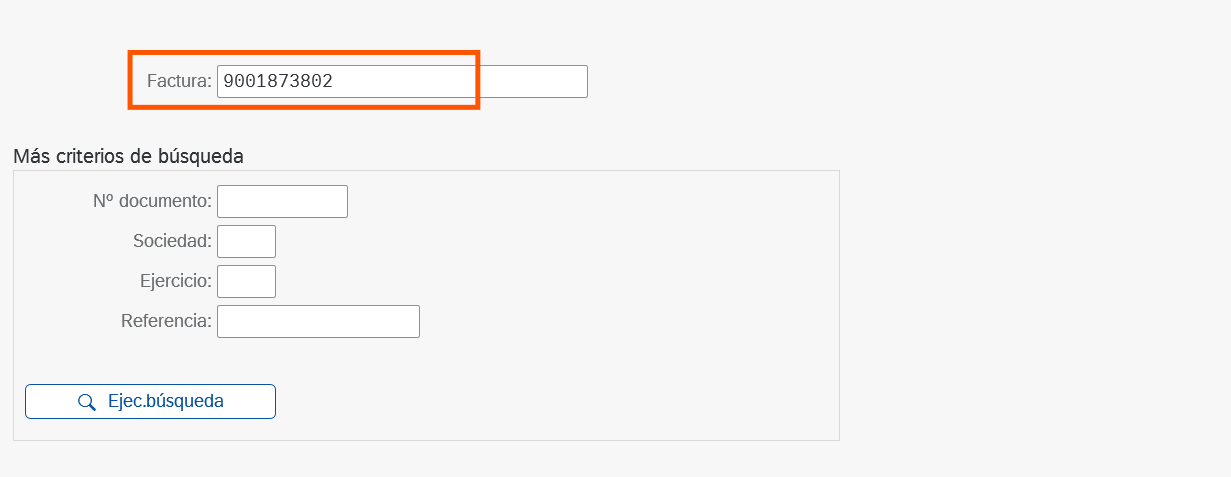 Factura: 9001873802
Más criterios de búsqueda
Nº documento:
Sociedad:
Ejercicio:
Referencia:
Ejec.búsqueda